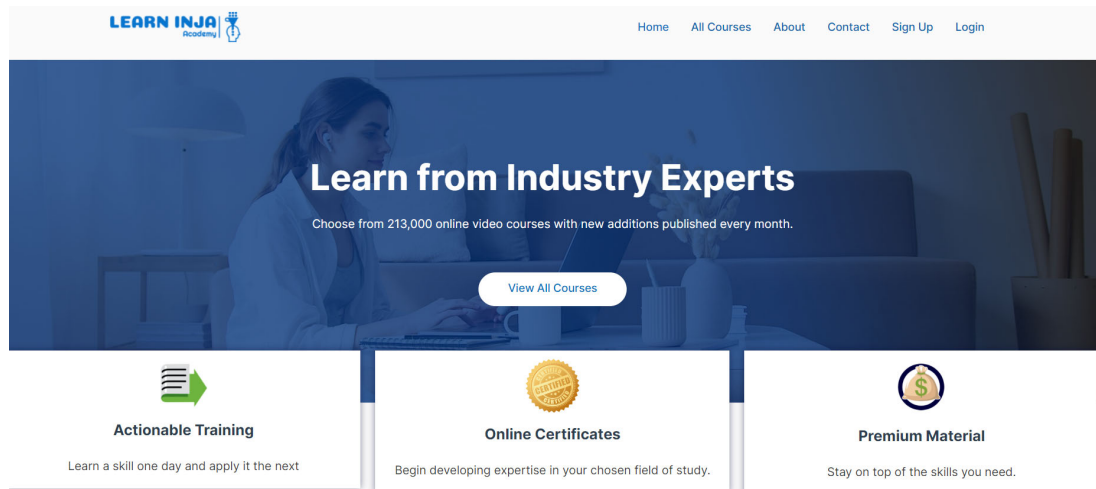 LEARN INJA
Academy
Home All Courses About Contact Sign Up Login
Learn from Industry Experts
Choose from 213,000 online video courses with new additions published every month.
View All Courses
CERTIFIED
Actionable Training
Online Certificates
Premium Material
Learn a skill one day and apply it the next
Begin developing expertise in your chosen field of study.
Stay on top of the skills you need.